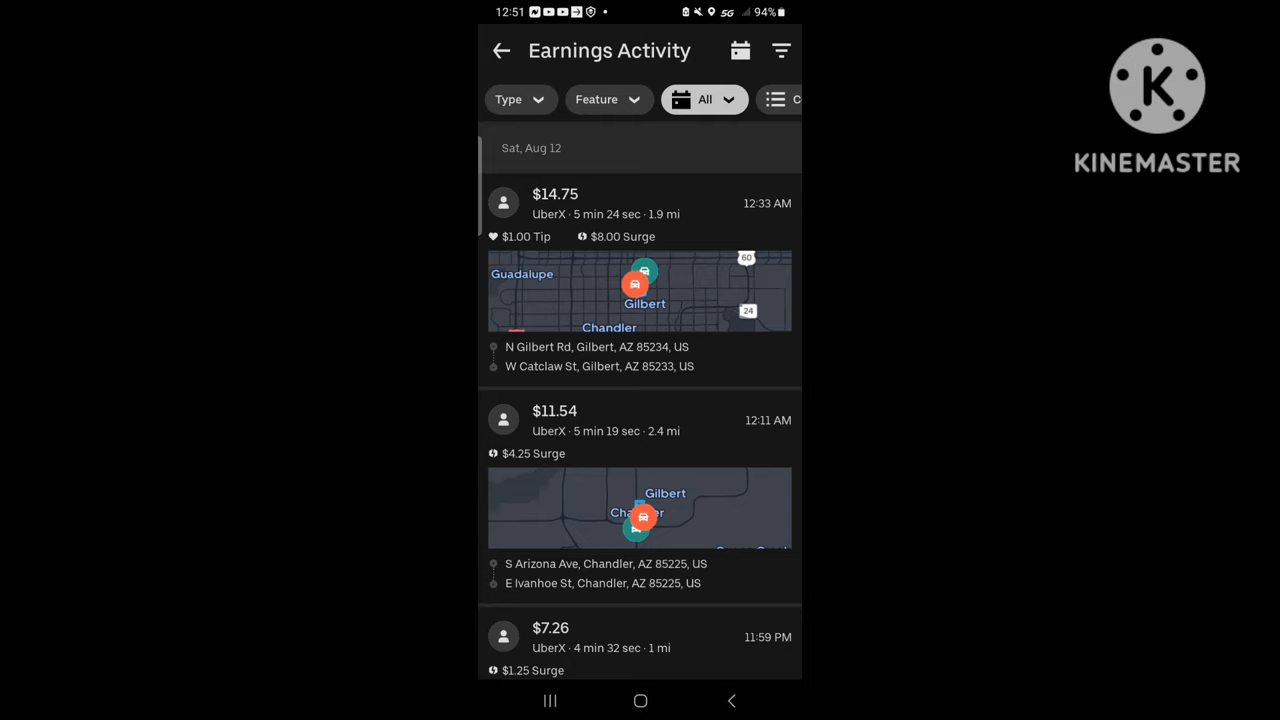 12:51
5G 94%
Earnings Activity
Type
Feature
All
C
Sat, Aug 12
$14.75
12:33 AM
UberX · 5 min 24 sec · 1.9 mi
$1.00 Tip
$8.00 Surge
60
Guadalupe
Gilbert
24
Chandler
N Gilbert Rd, Gilbert, AZ 85234, US
W Catclaw St, Gilbert, AZ 85233, US
$11.54
12:11 AM
UberX · 5 min 19 sec · 2.4 mi
$4.25 Surge
Gilbert
S Arizona Ave, Chandler, AZ 85225, US
E Ivanhoe St, Chandler, AZ 85225, US
$7.26
11:59 PM
UberX · 4 min 32 sec · 1 mi
$1.25 Surge
K
KINEMASTER